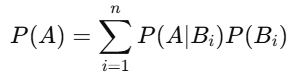 $P(A) = \sum_{i=1}^{n} P(A|B_i)P(B_i)$